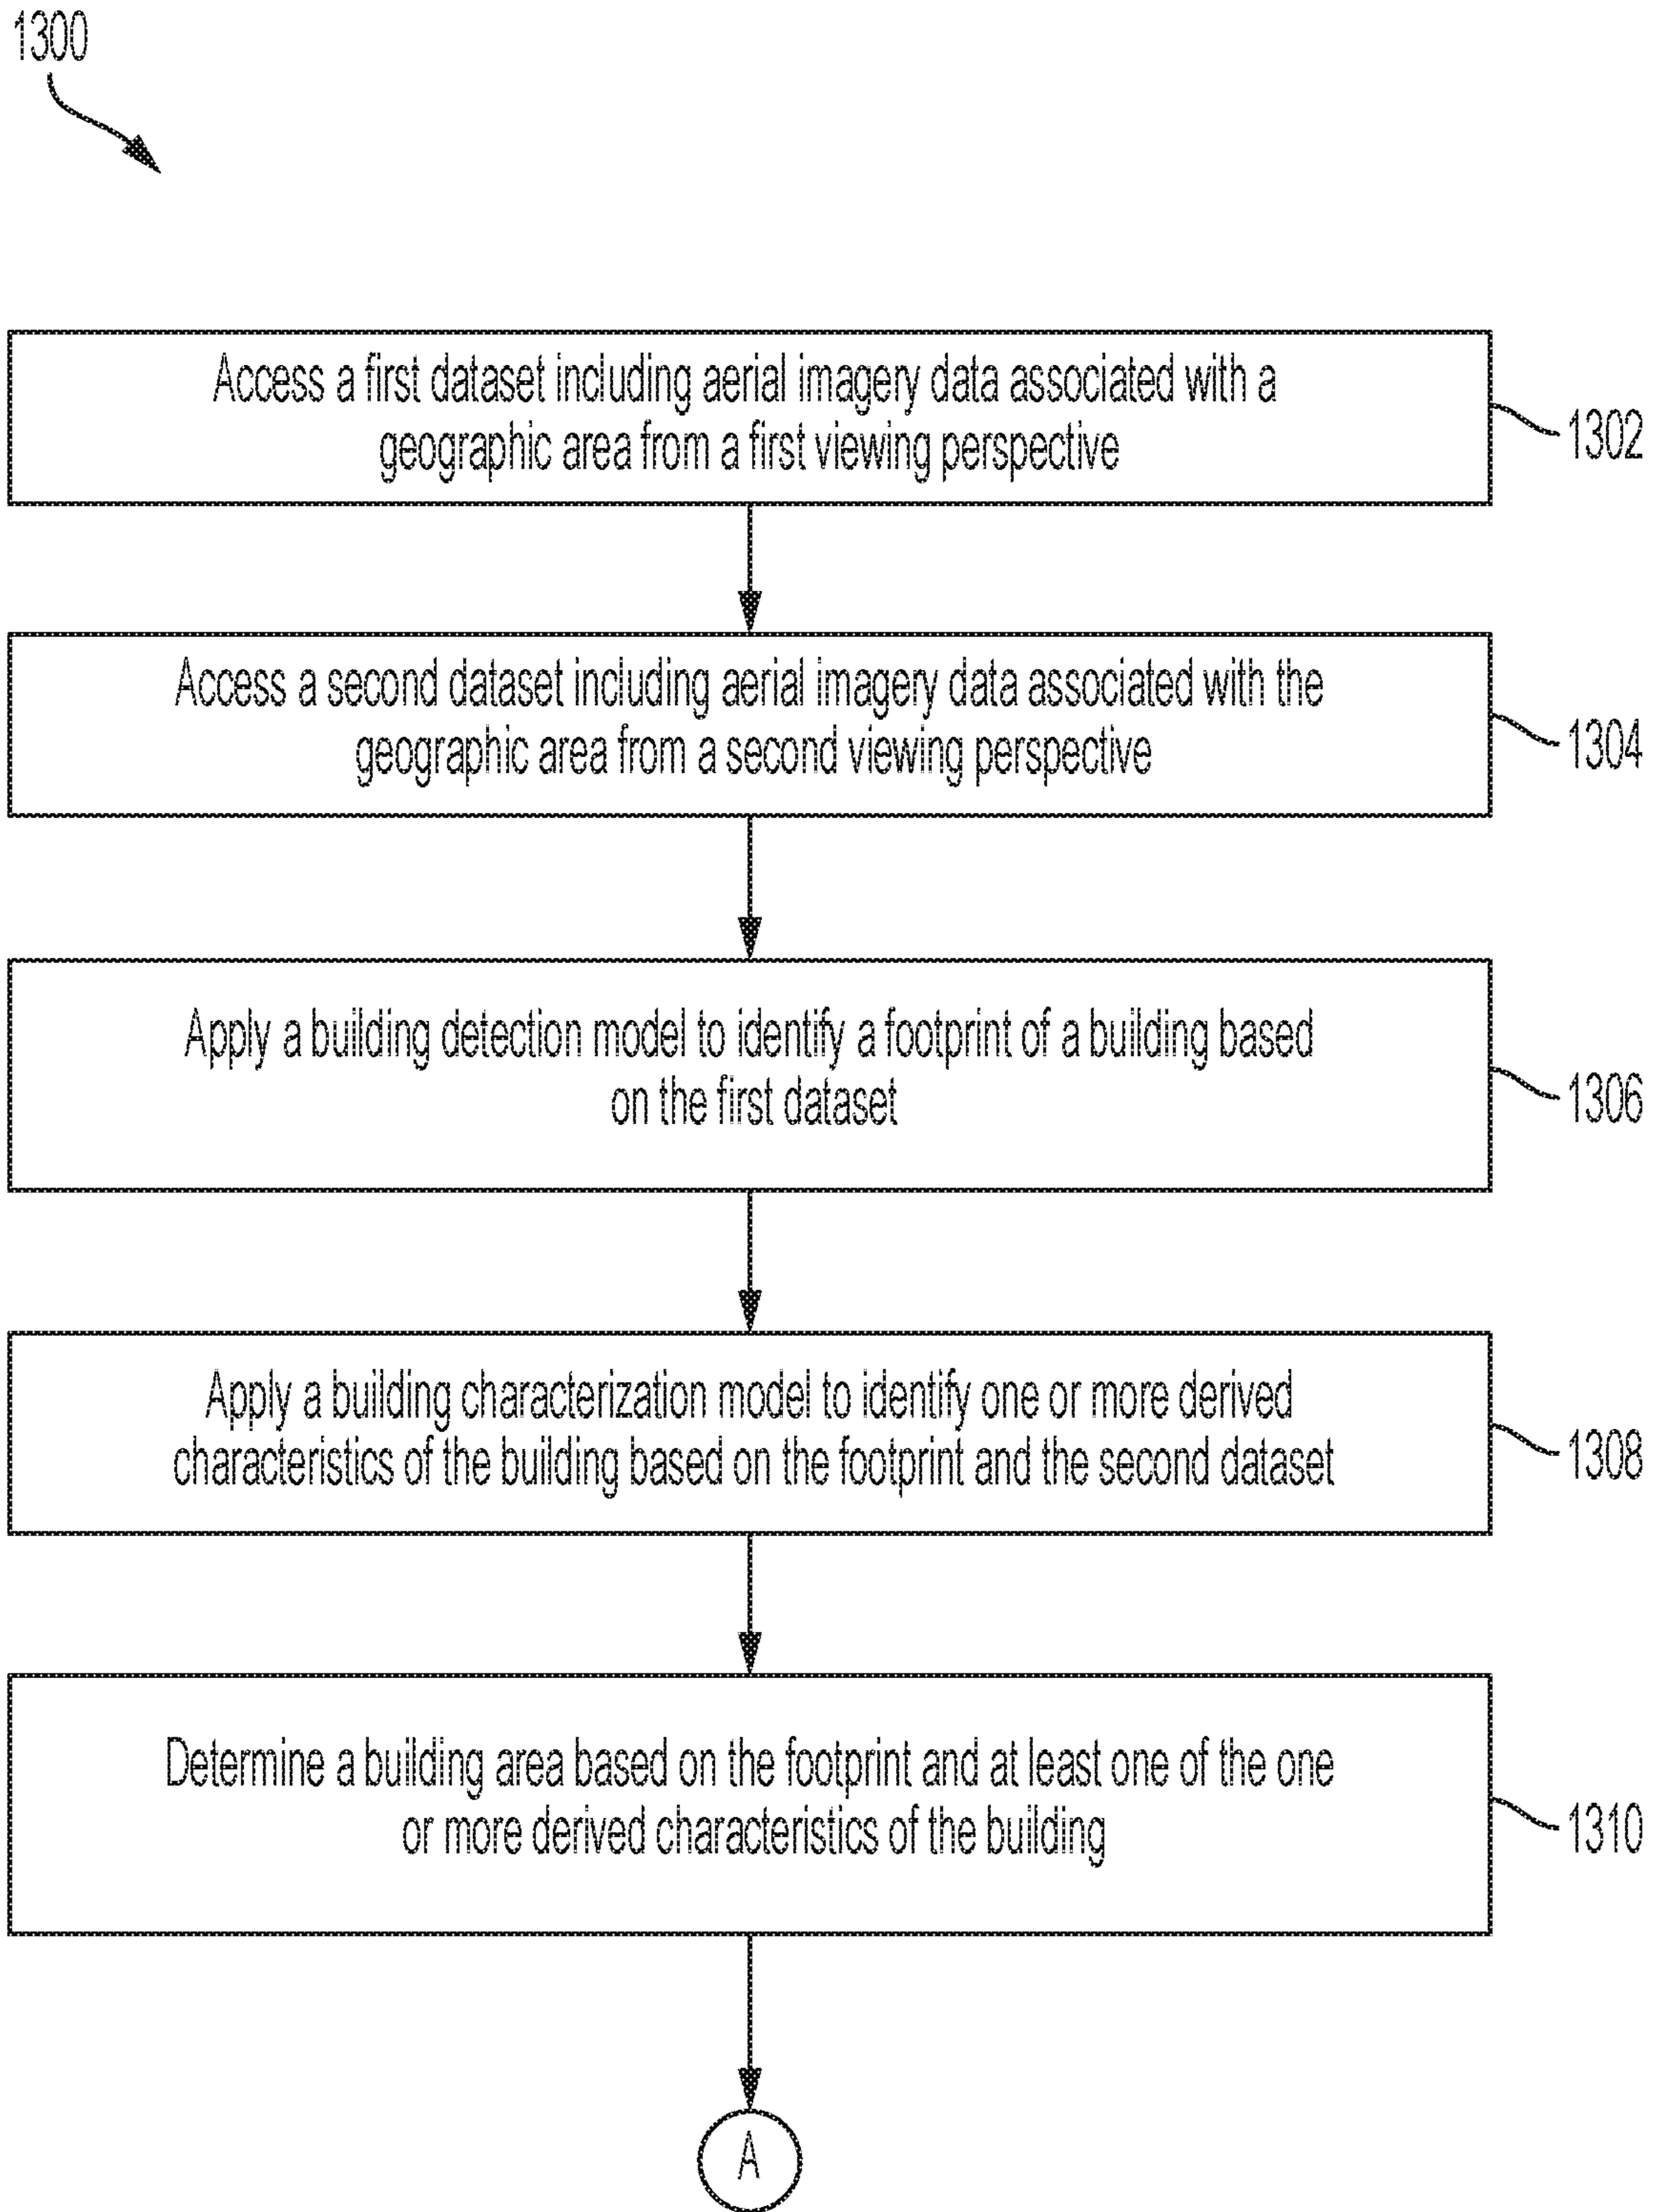 1300
Access a first dataset including aerial imagery data associated with a
geographic area from a first viewing perspective
1302
Access a second dataset including aerial imagery data associated with the
geographic area from a second viewing perspective
1304
Apply a building detection model to identify a footprint of a building based
on the first dataset
1306
Apply a building characterization model to identify one or more derived
characteristics of the building based on the footprint and the second dataset
1308
Determine a building area based on the footprint and at least one of the one
or more derived characteristics of the building
1310
A